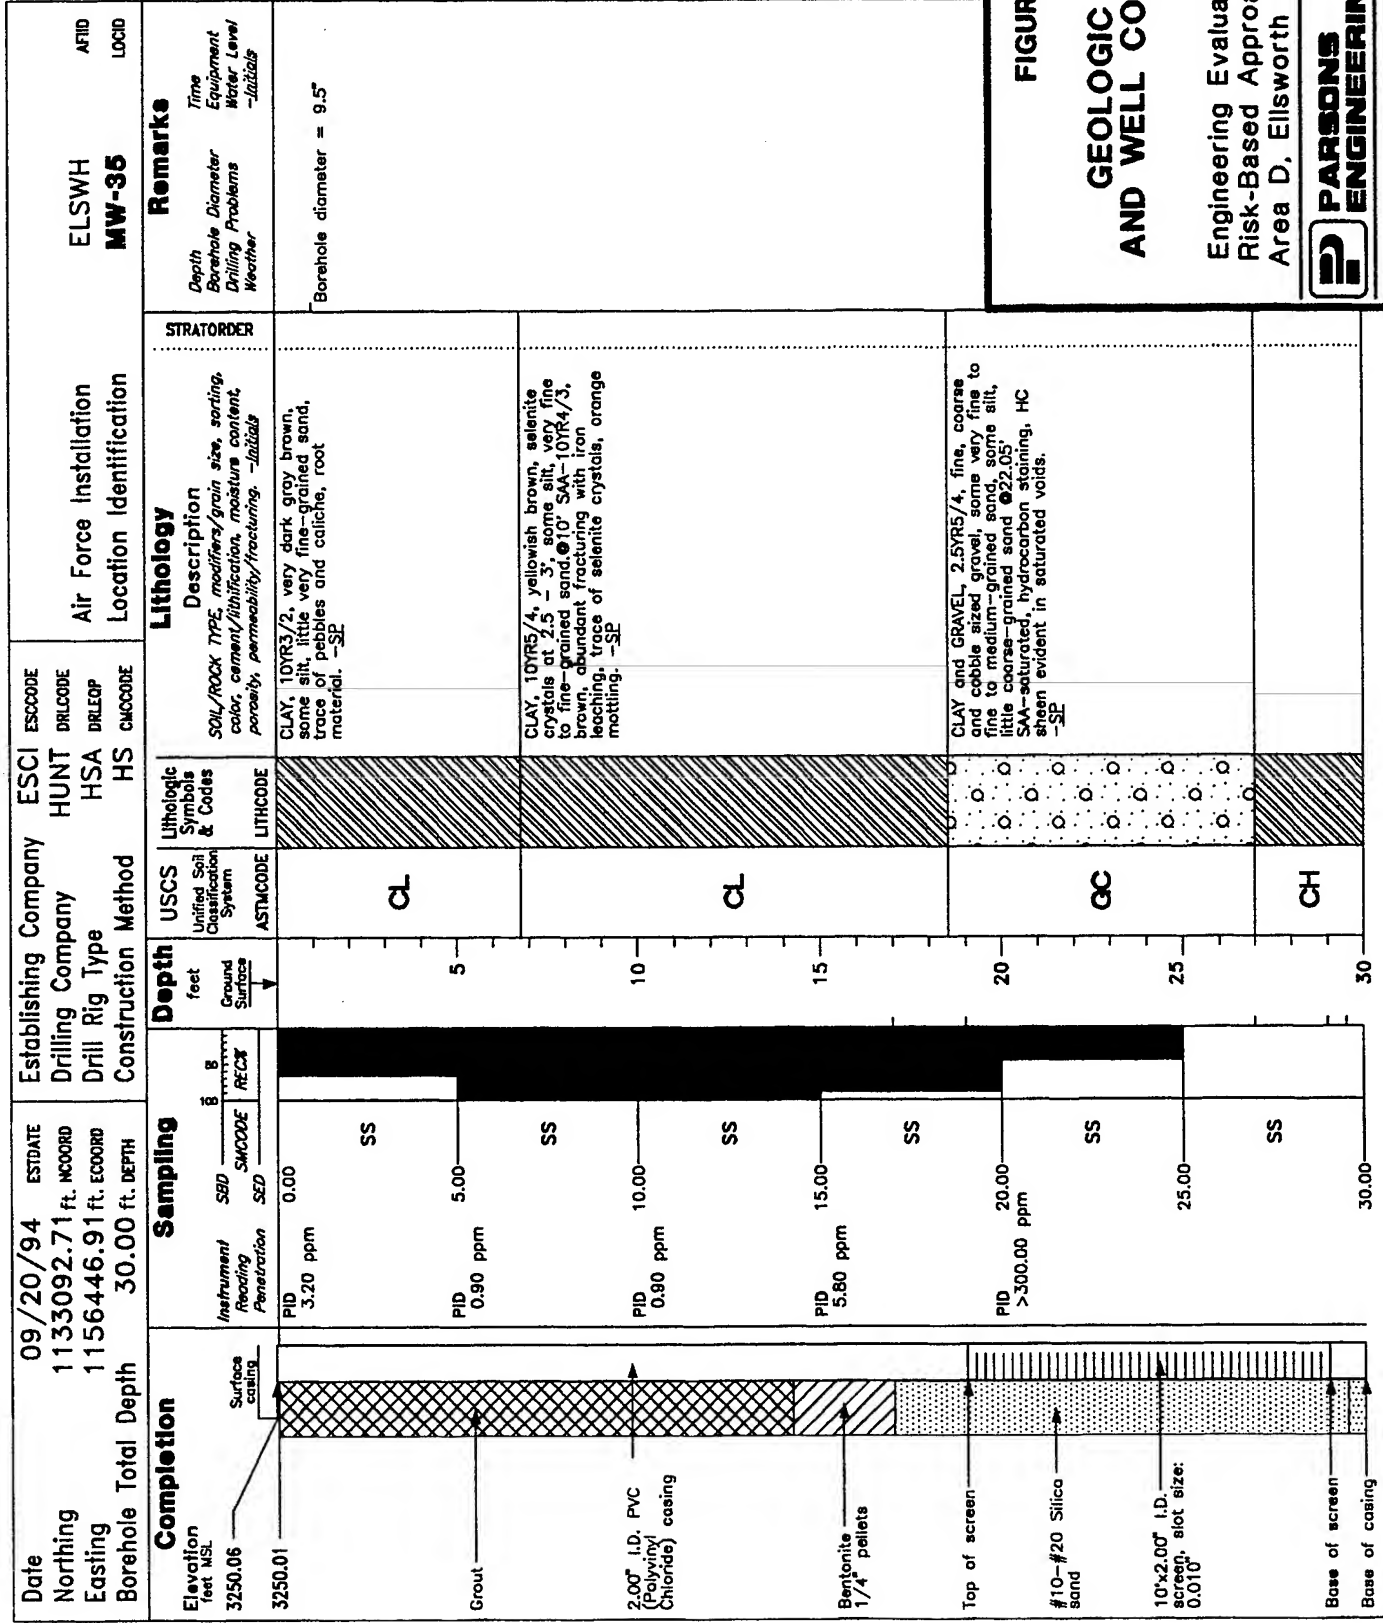 Date 09/20/94 ESTDATE
Northing 1133092.71 ft. NCOORD
Easting 1156446.91 ft. ECOORD
Borehole Total Depth 30.00 ft. DEPTH
Establishing Company ESCI ESCCODE
Drilling Company HUNT DRLCODE
Drill Rig Type HSA DRLEQP
Construction Method HS CMCCODE
Air Force Installation ELSWH AFIID
Location Identification MW-35 LOCID
Completion
Elevation
feet MSL
3250.06
3250.01
Surface
casing
Grout
2.00" I.D. PVC
(Polyvinyl
Chloride) casing
Bentonite
1/4" pellets
Top of screen
#10-#20 Silica
sand
10'x2.00" I.D.
screen, slot size:
0.010"
Base of screen
Base of casing
Sampling
Instrument
Reading
Penetration
SBD
SMCODE
SED
100
REC%
PID
3.20 ppm
0.00
SS
PID
0.90 ppm
5.00
SS
PID
0.90 ppm
10.00
SS
PID
5.80 ppm
15.00
SS
PID
>300.00 ppm
20.00
SS
25.00
SS
30.00
Depth
feet
Ground
Surface
5
10
15
20
25
30
USCS
Unified Soil
Classification
System
ASTMCODE
CL
CL
GC
CH
Lithologic
Symbols
& Codes
LITHCODE
Lithology
Description
SOIL/ROCK TYPE, modifiers/grain size, sorting,
color, cement/lithification, moisture content,
porosity, permeability/fracturing. -Initials
STRATORDER
CLAY, 10YR3/2, very dark gray brown,
some silt, little very fine-grained sand,
trace of pebbles and caliche, root
material. -SP
CLAY, 10YR5/4, yellowish brown, selenite
crystals at 2.5 - 3', some silt, very fine
to fine-grained sand.@10' SAA-10YR4/3,
brown, abundant fracturing with iron
leaching, trace of selenite crystals, orange
mottling. -SP
CLAY and GRAVEL, 2.5YR5/4, fine, coarse
and cobble sized gravel, some very fine to
fine to medium-grained sand, some silt,
little coarse-grained sand @22.05'
SAA-saturated, hydrocarbon staining, HC
sheen evident in saturated voids.
-SP
Remarks
Depth Time
Borehole Diameter Equipment
Drilling Problems Water Level
Weather -Initials
Borehole diameter = 9.5"
FIGUR
GEOLOGIC
AND WELL CO
Engineering Evalua
Risk-Based Approa
Area D, Ellsworth
PARSONS
ENGINEERIN